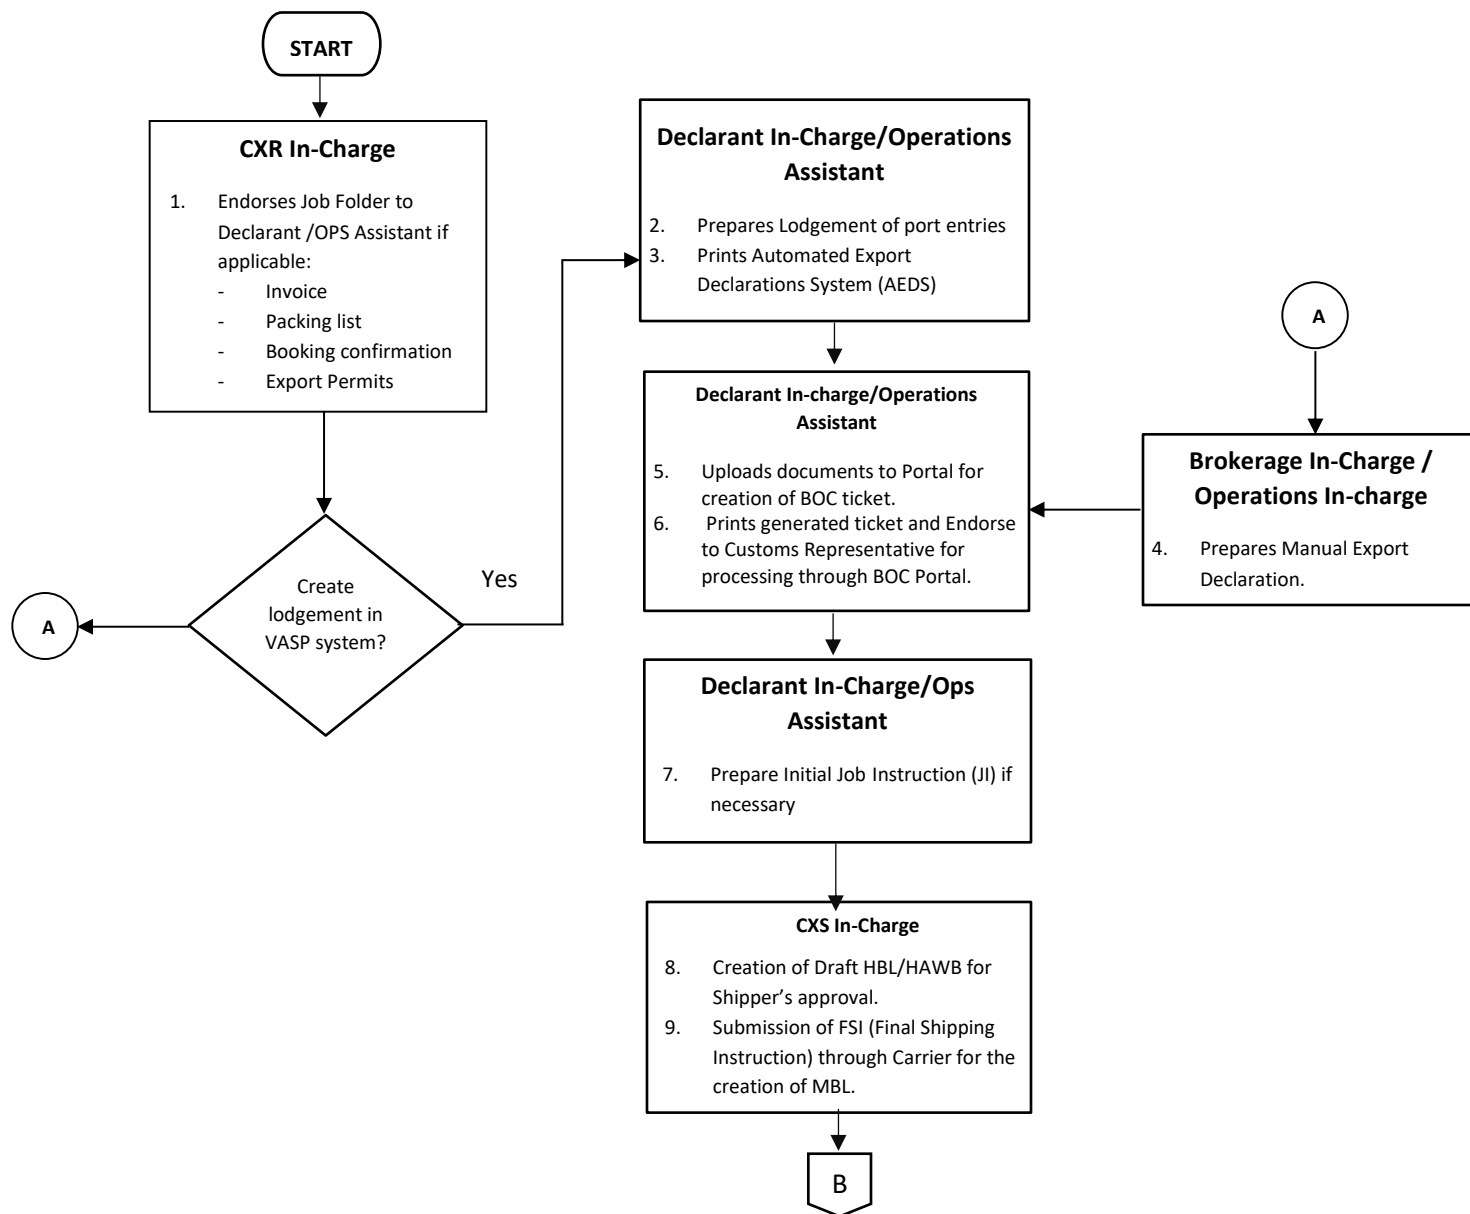 START
CXR In-Charge
1. Endorses Job Folder to
Declarant /OPS Assistant if
applicable:
- Invoice
- Packing list
- Booking confirmation
- Export Permits
Create
lodgement in
VASP system?
Yes
A
Declarant In-Charge/Operations
Assistant
2. Prepares Lodgement of port entries
3. Prints Automated Export
Declarations System (AEDS)
A
Brokerage In-Charge /
Operations In-charge
4. Prepares Manual Export
Declaration.
Declarant In-charge/Operations
Assistant
5. Uploads documents to Portal for
creation of BOC ticket.
6. Prints generated ticket and Endorse
to Customs Representative for
processing through BOC Portal.
Declarant In-Charge/Ops
Assistant
7. Prepare Initial Job Instruction (JI) if
necessary
CXS In-Charge
8. Creation of Draft HBL/HAWB for
Shipper’s approval.
9. Submission of FSI (Final Shipping
Instruction) through Carrier for the
creation of MBL.
B